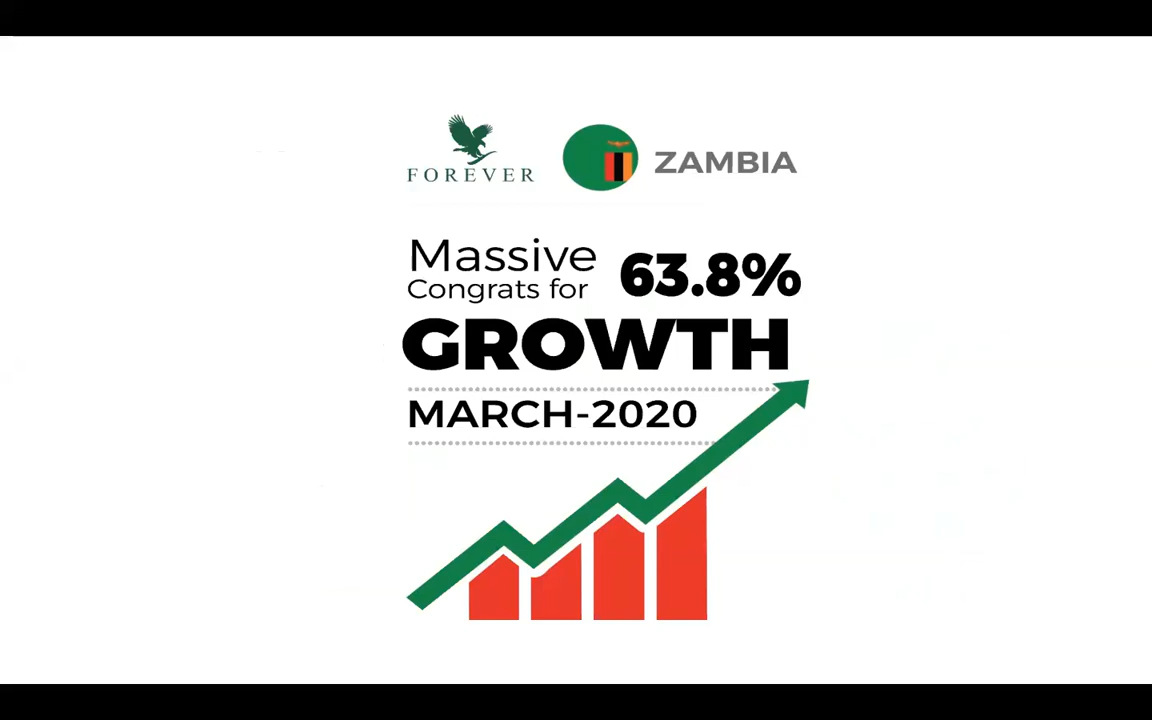 FOREVER
ZAMBIA
Massive
Congrats for
63.8%
GROWTH
MARCH-2020